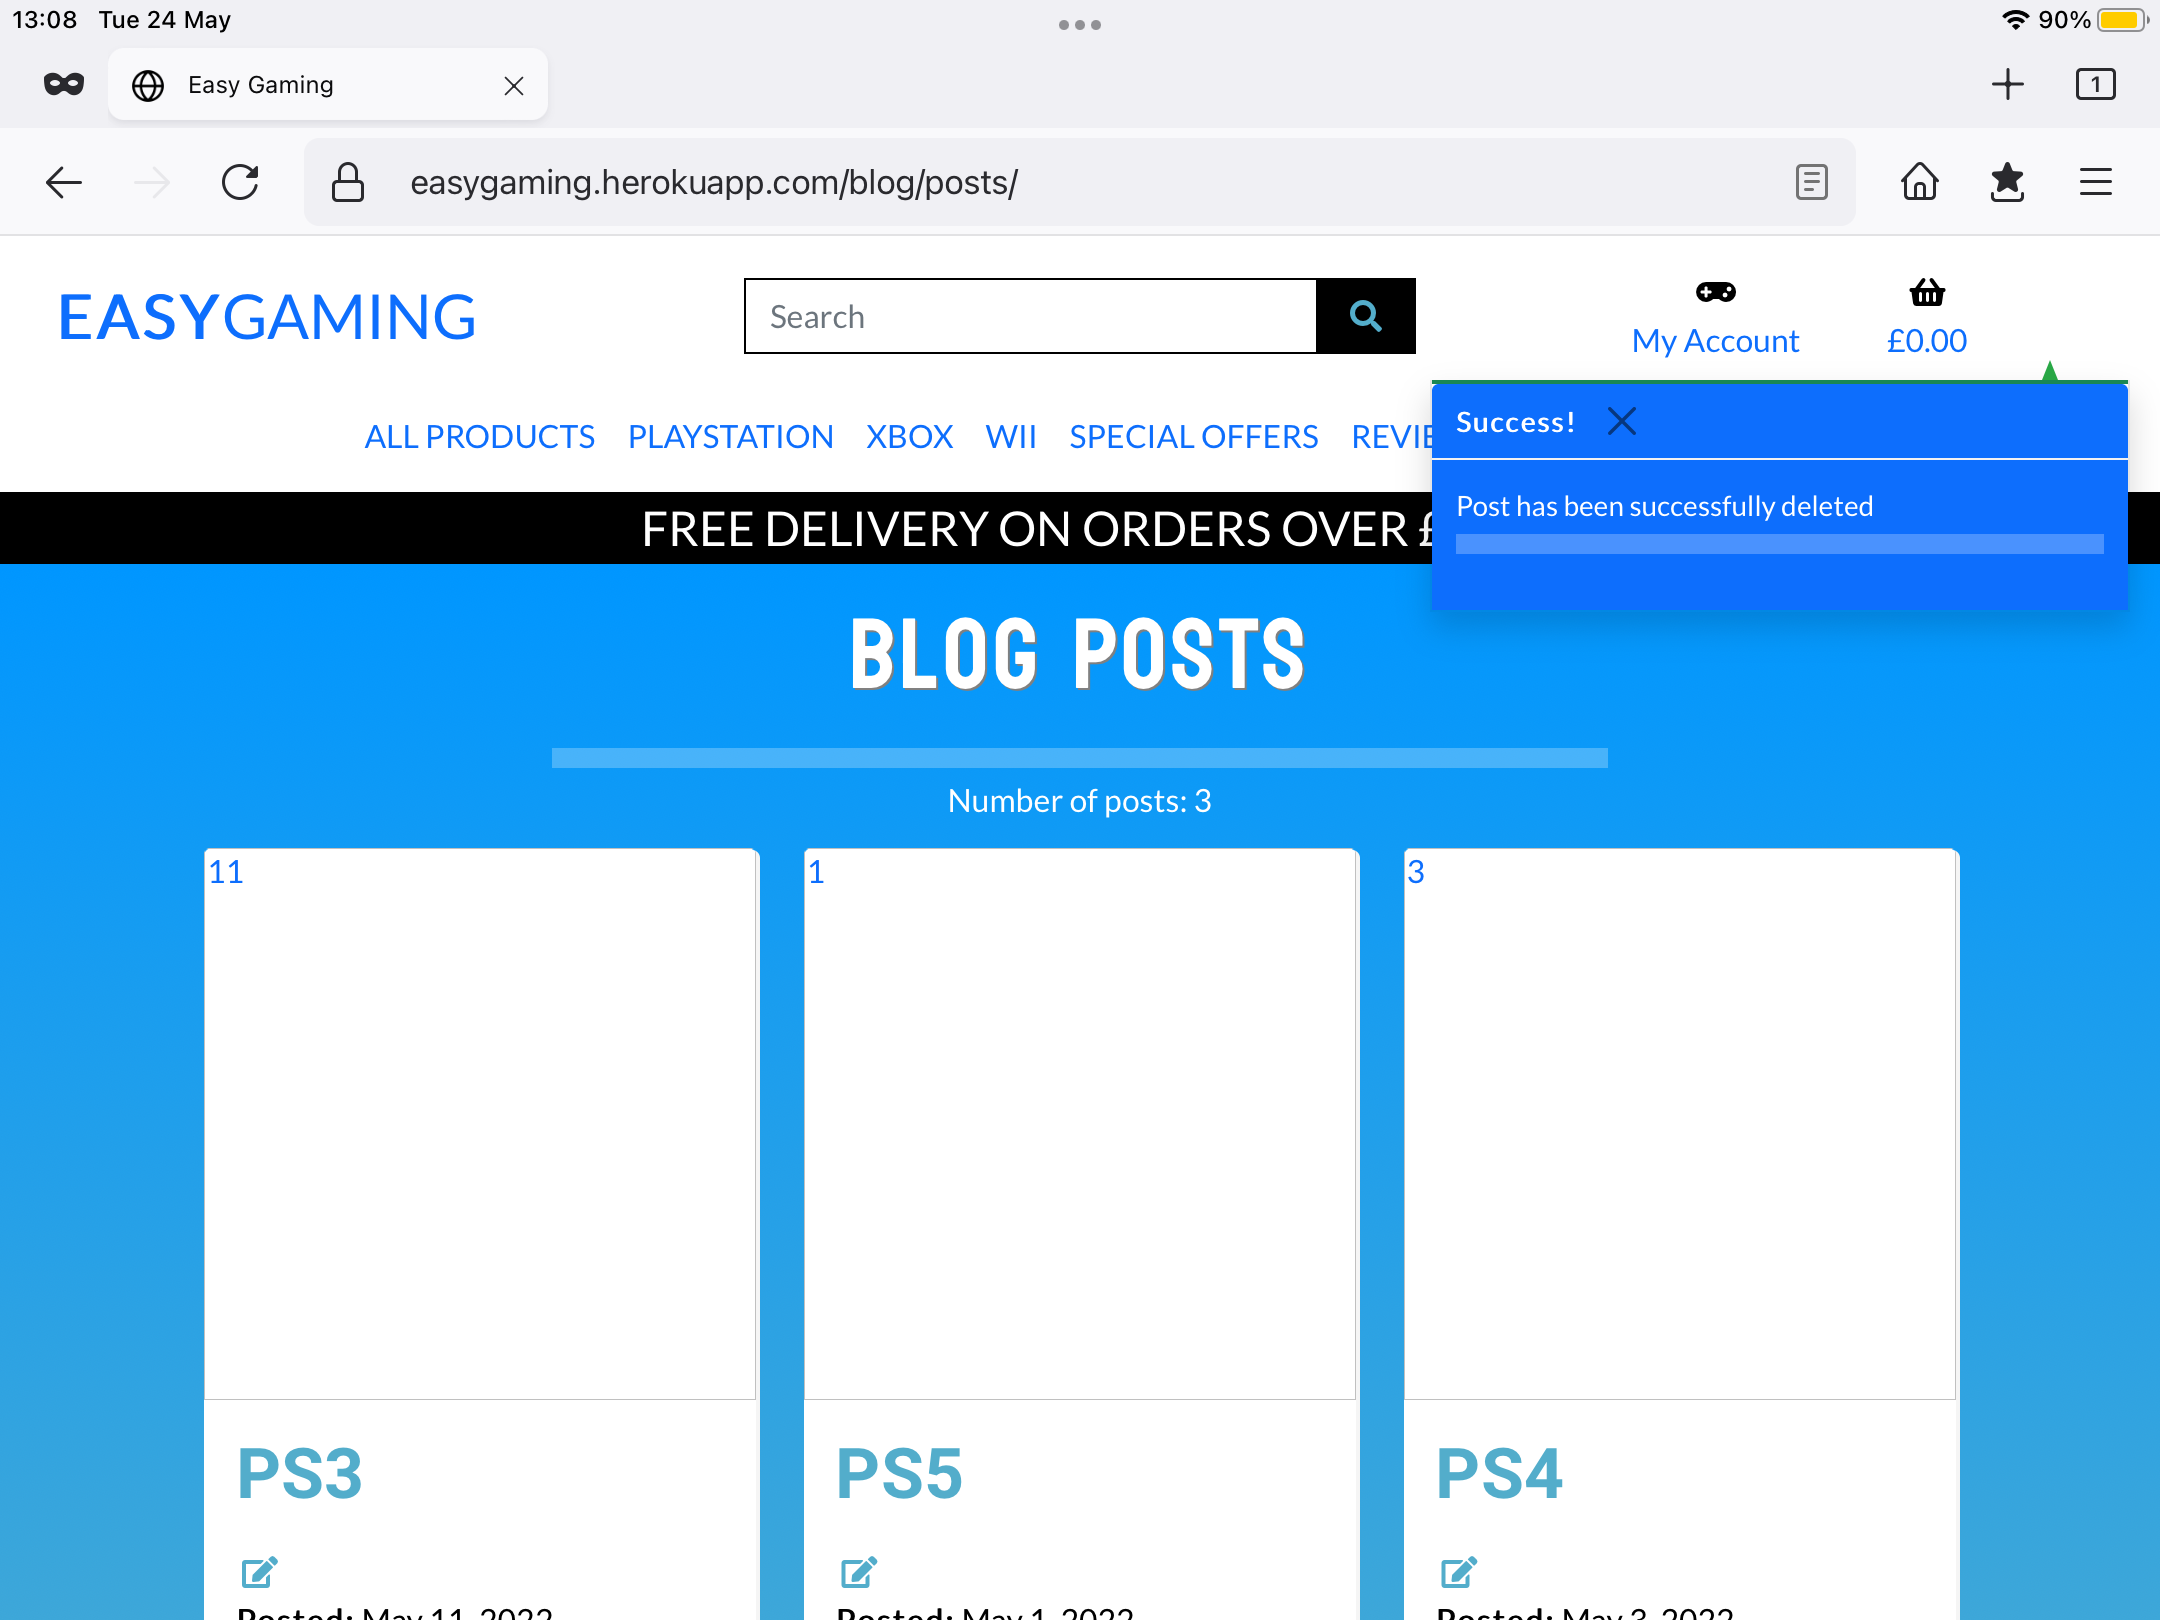 13:08 Tue 24 May
90%
Easy Gaming
1
easygaming.herokuapp.com/blog/posts/
EASYGAMING
Search
My Account
£0.00
ALL PRODUCTS PLAYSTATION XBOX WII SPECIAL OFFERS
Success!
Post has been successfully deleted
FREE DELIVERY ON ORDERS OVER £
BLOG POSTS
Number of posts: 3
11
1
3
PS3
PS5
PS4
Posted: May 11, 2022
Posted: May 1, 2022
Posted: May 3, 2022